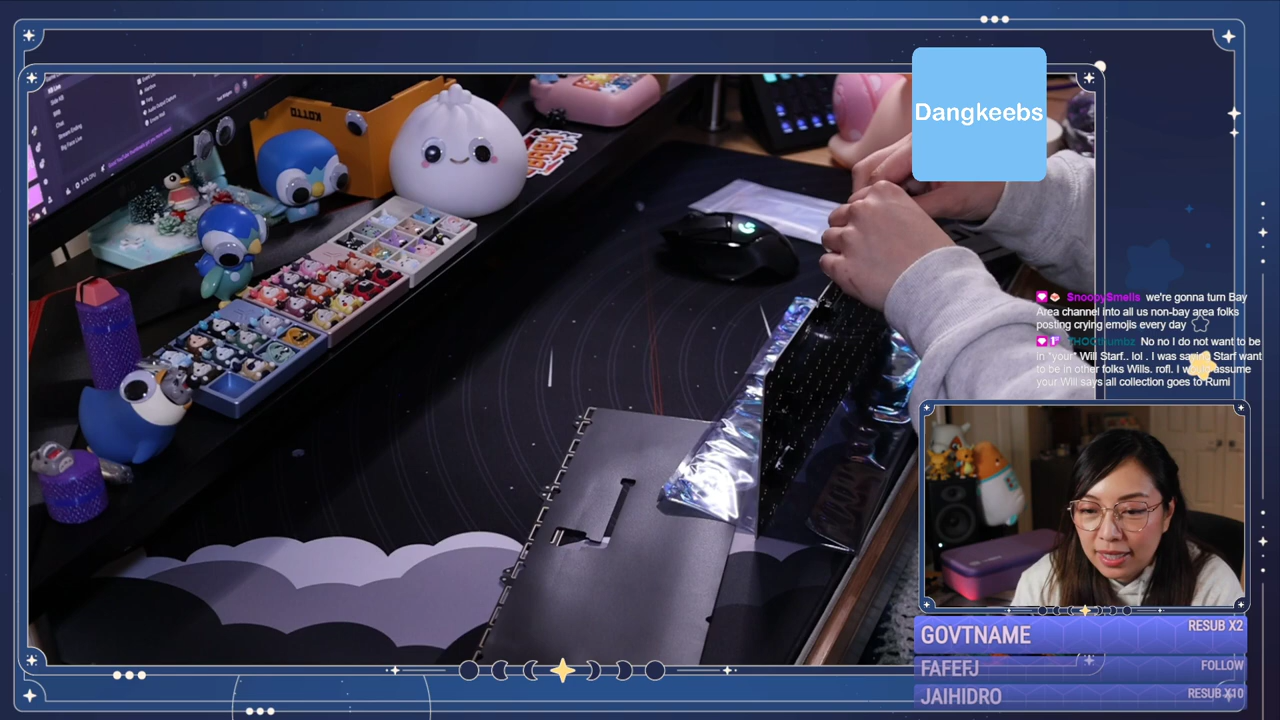 Dangkeebs
KOTTO
SnoobySmells we're gonna turn Bay
Area channel into all us non-bay area folks
posting crying emojis every day
No no I do not want to be
in "your" Will Starf.. lol . I was saying Starf want
to be in other folks Wills. rofl. I would assume
your Will says all collection goes to Rumi
GOVTNAME
RESUB X2
FAFEFJ
FOLLOW
JAIHIDRO
RESUB X10